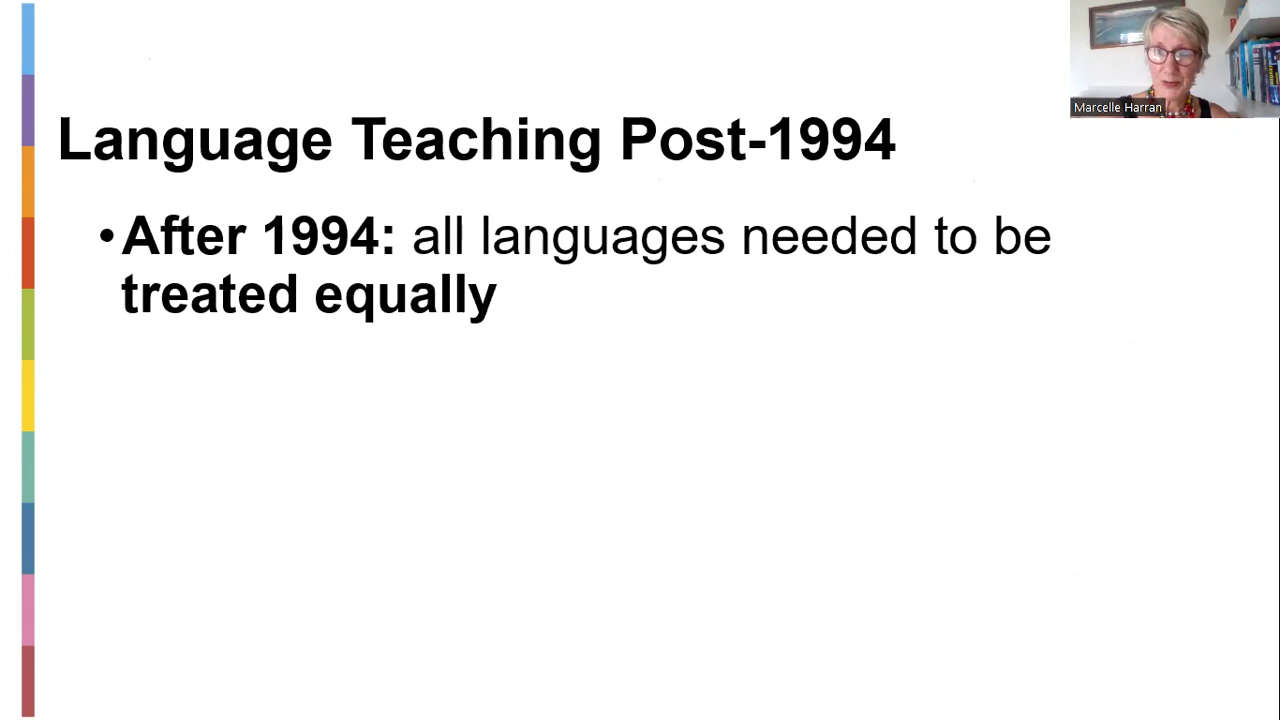 Marcelle Harran
Language Teaching Post-1994
•After 1994: all languages needed to be
treated equally